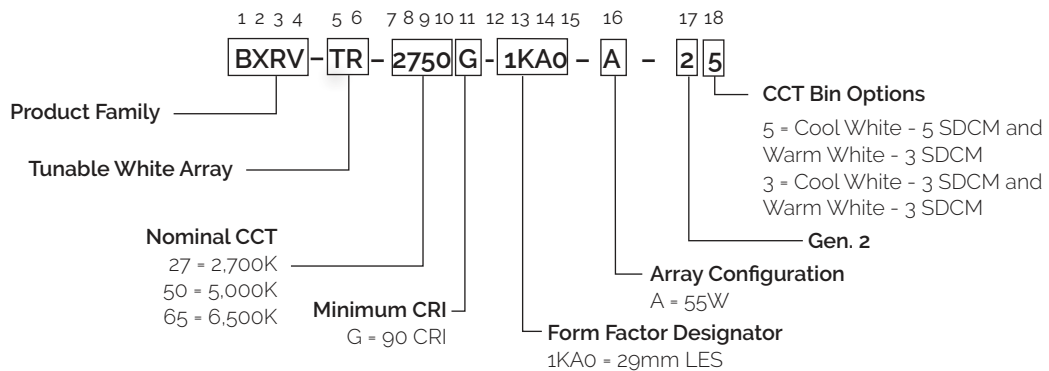 1 2 3 4 5 6 7 8 9 10 11 12 13 14 15 16 17 18
BXRV – TR – 2750 G - 1KA0 – A – 2 5
Product Family
Tunable White Array
Nominal CCT
27 = 2,700K
50 = 5,000K
65 = 6,500K
Minimum CRI
G = 90 CRI
CCT Bin Options
5 = Cool White - 5 SDCM and
Warm White - 3 SDCM
3 = Cool White - 3 SDCM and
Warm White - 3 SDCM
Gen. 2
Array Configuration
A = 55W
Form Factor Designator
1KA0 = 29mm LES